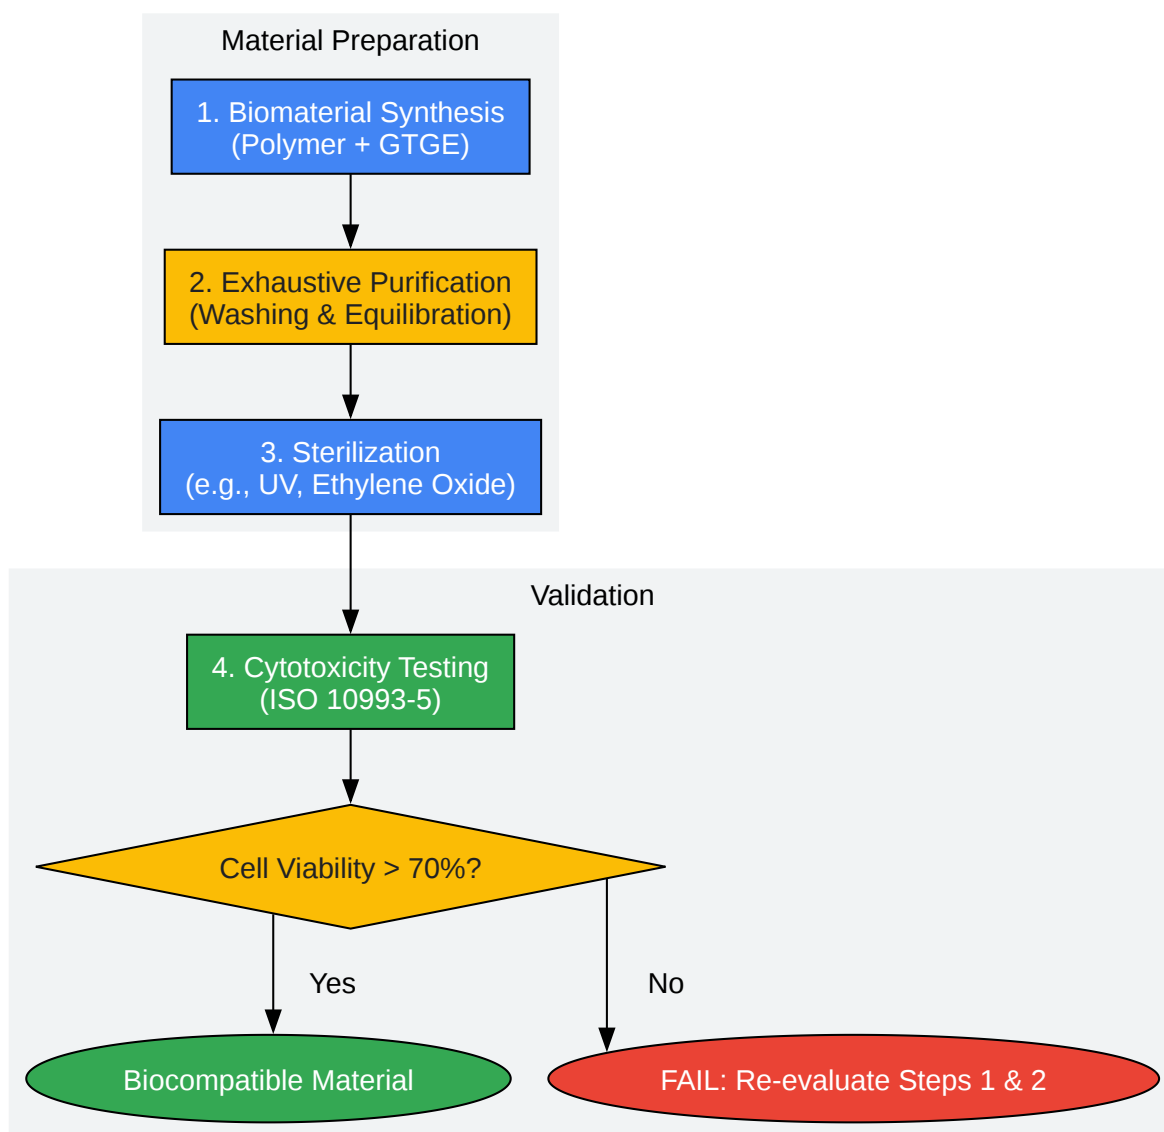 Material Preparation
1. Biomaterial Synthesis
(Polymer + GTGE)
2. Exhaustive Purification
(Washing & Equilibration)
3. Sterilization
(e.g., UV, Ethylene Oxide)
Validation
4. Cytotoxicity Testing
(ISO 10993-5)
Cell Viability > 70%?
Yes
No
Biocompatible Material
FAIL: Re-evaluate Steps 1 & 2